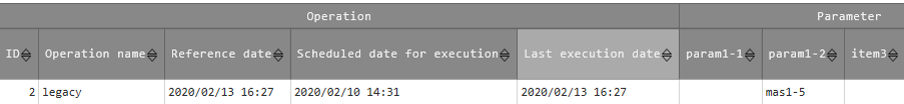 Operation Parameter
ID Operation name Reference date Scheduled date for execution Last execution date param1-1 param1-2 item3
2 legacy 2020/02/13 16:27 2020/02/10 14:31 2020/02/13 16:27 mas1-5